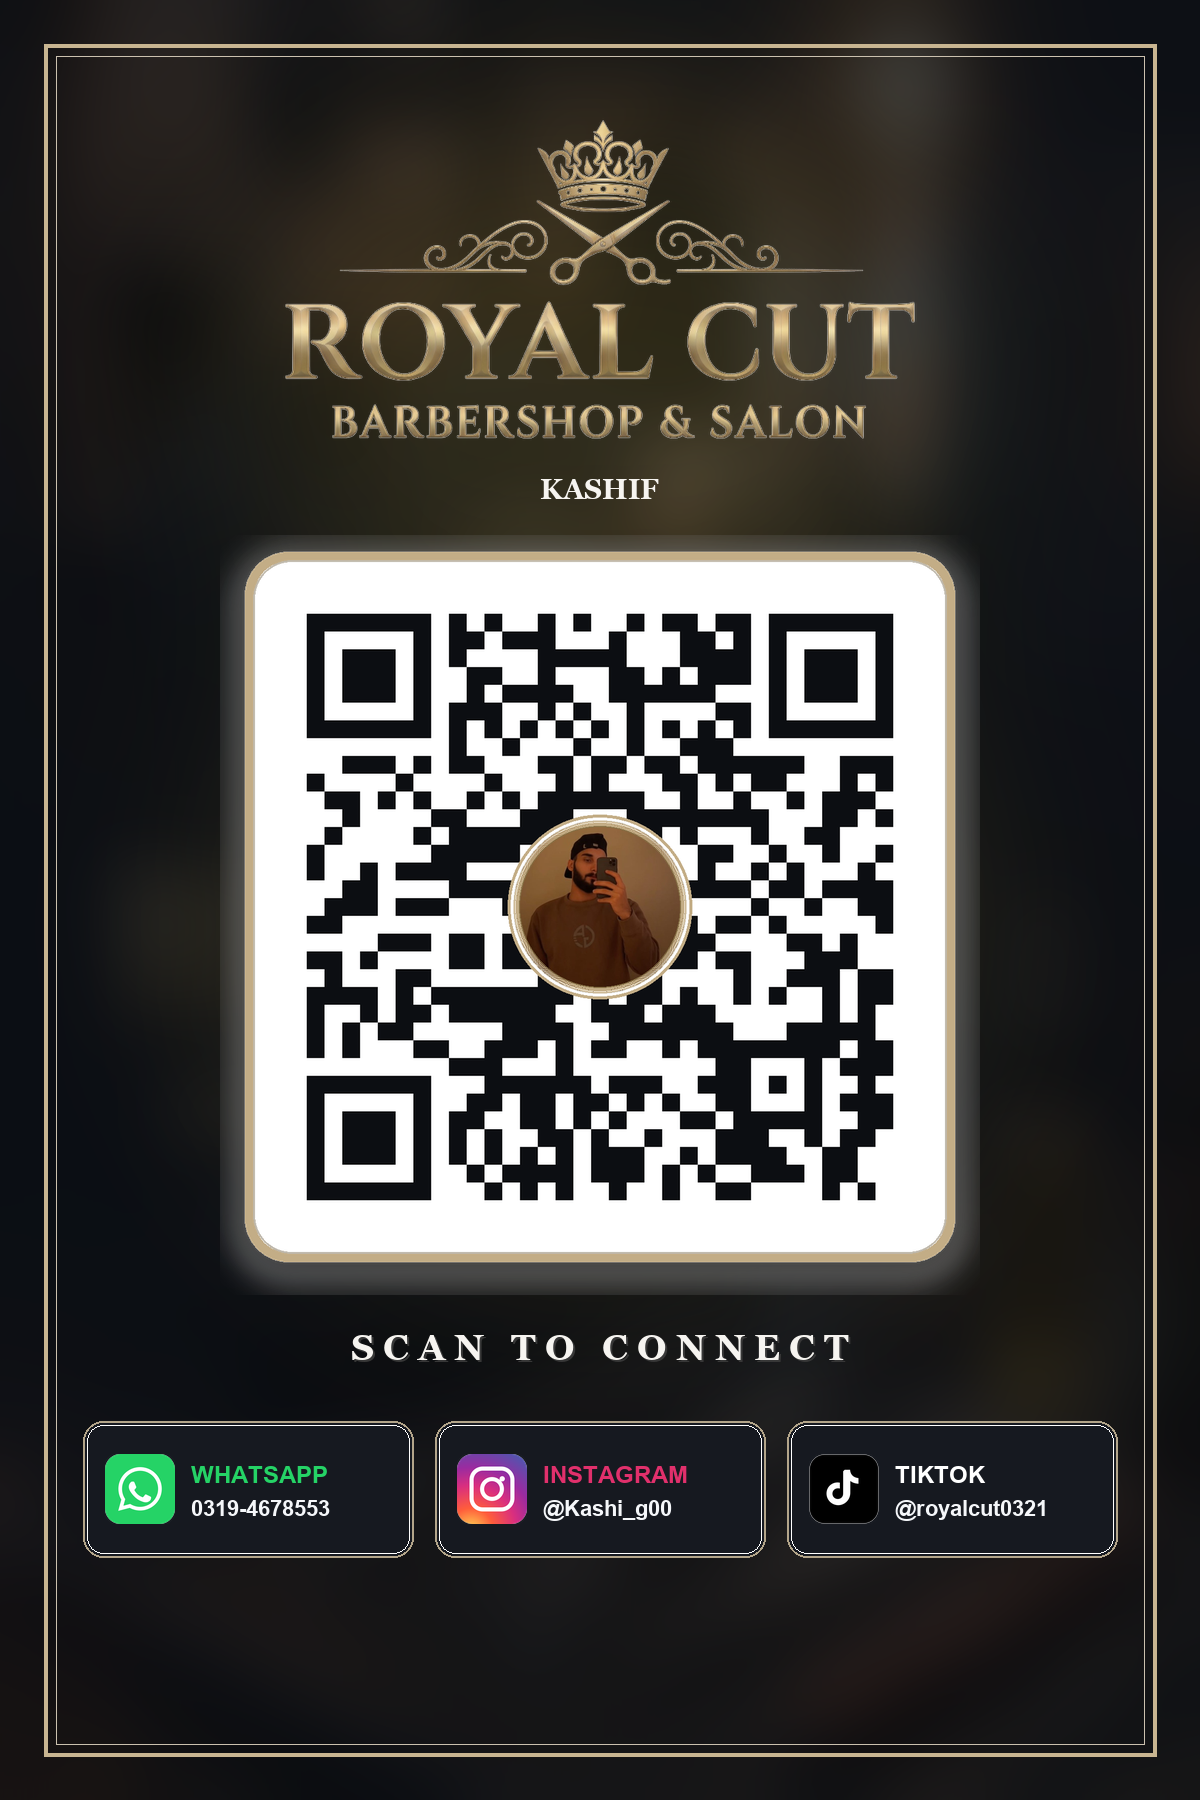 ROYAL CUT
BARBERSHOP & SALON
KASHIF
SCAN TO CONNECT
WHATSAPP
0319-4678553
INSTAGRAM
@Kashi_g00
TIKTOK
@royalcut0321